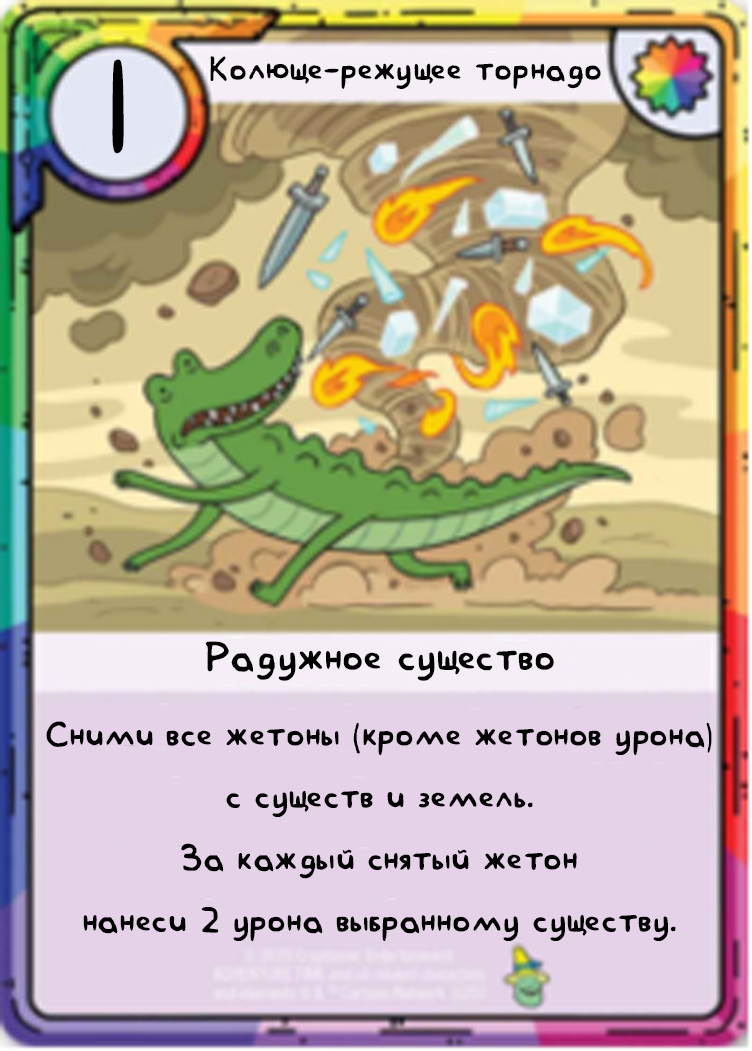 1
Колюще-режущее торнадо
Радужное существо
Сними все жетоны (кроме жетонов урона)
с существ и земель.
За каждый снятый жетон
нанеси 2 урона выбранному существу.